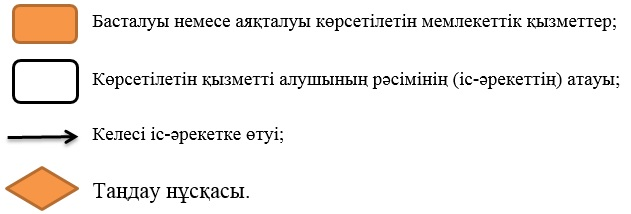 Басталуы немесе аяқталуы көрсетілетін мемлекеттік қызметтер;
Көрсетілетін қызметті алушының рәсімінің (іс-әрекеттің) атауы;
Келесі іс-әрекетке өтуі;
Таңдау нұсқасы.